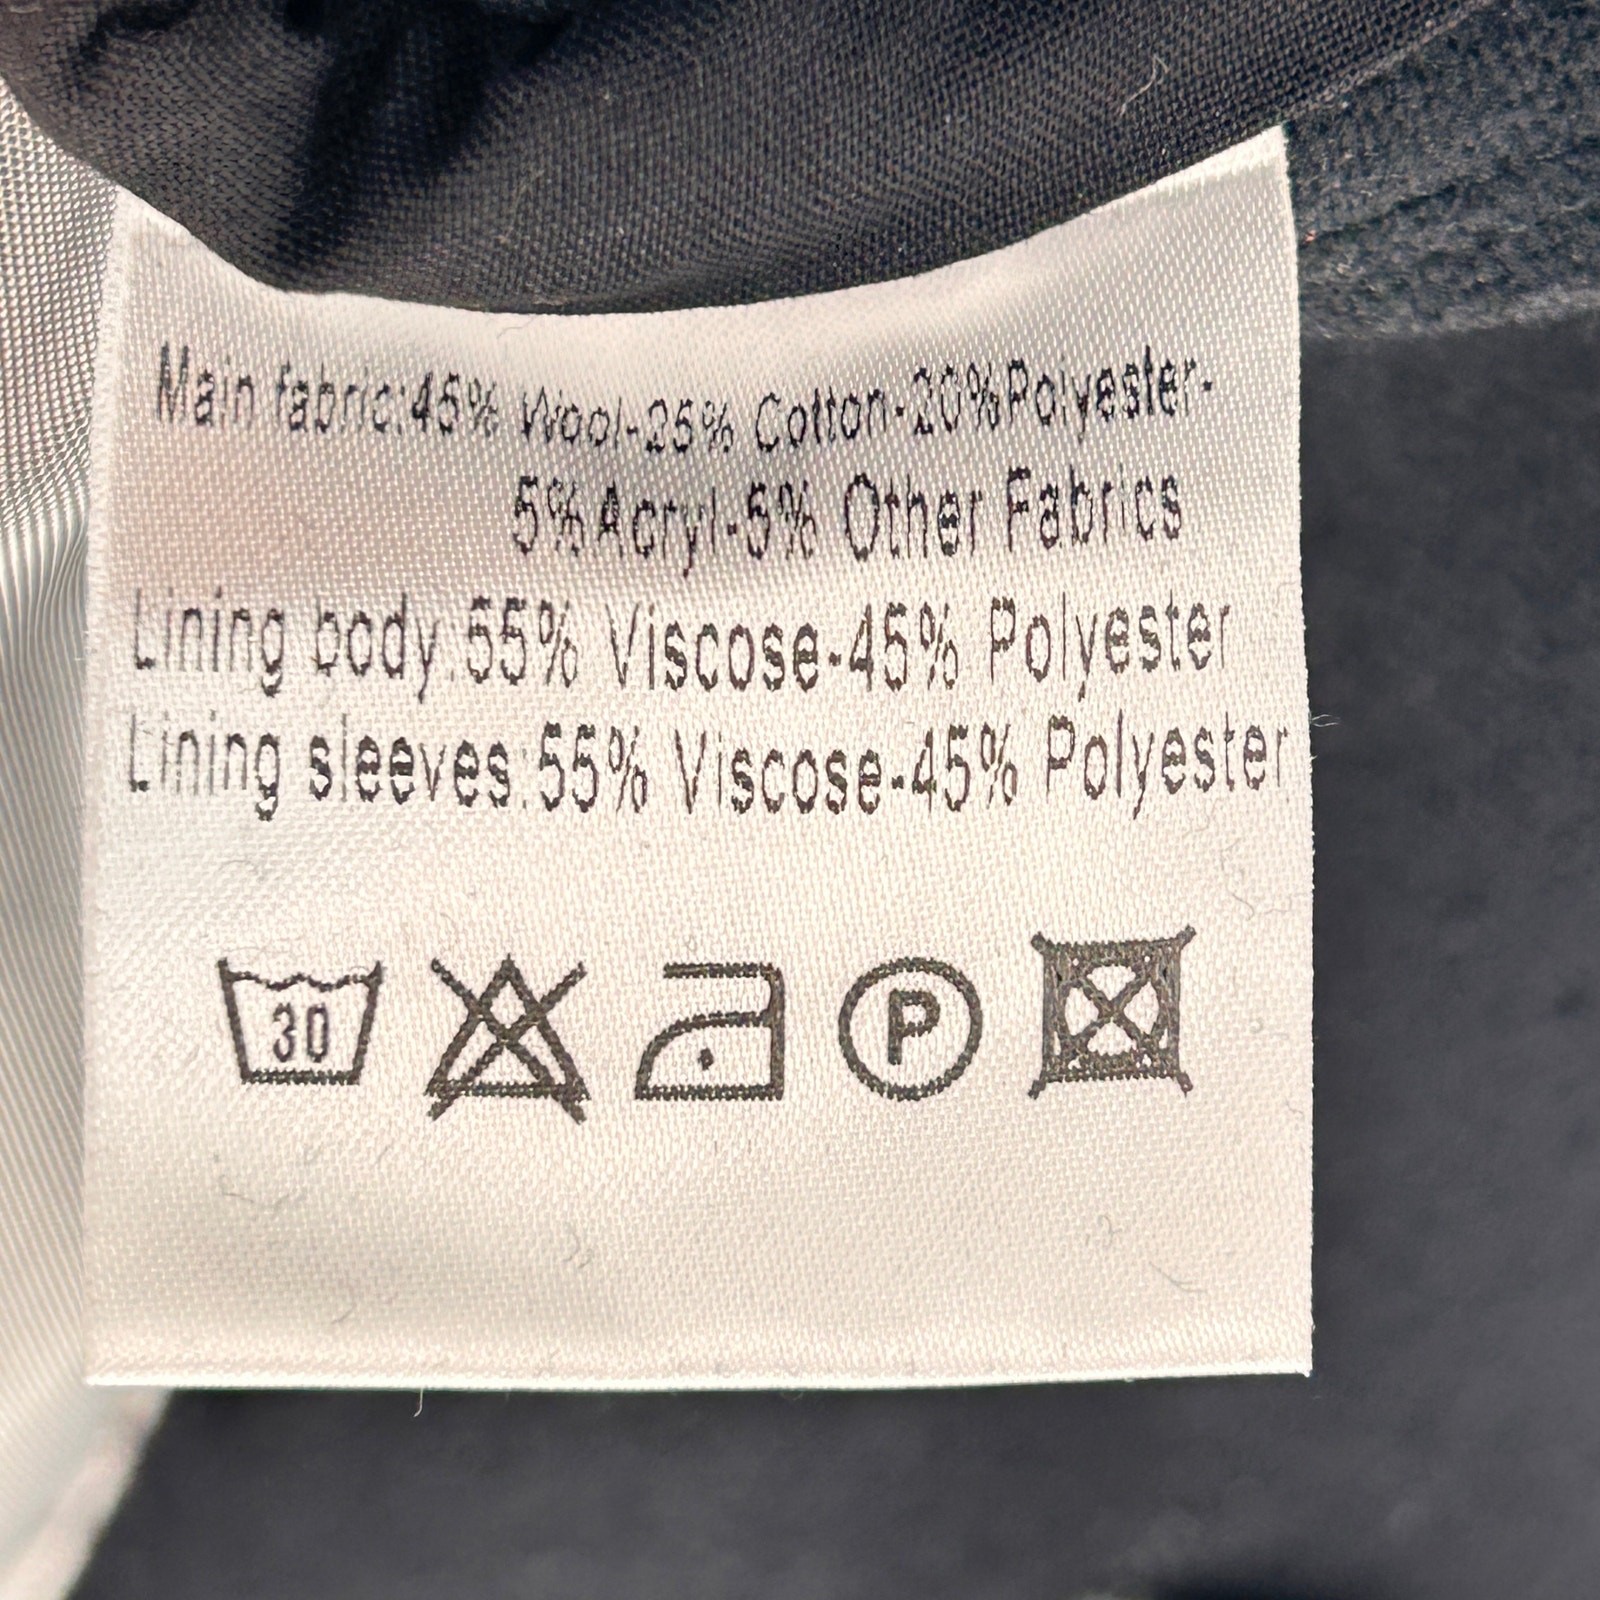 Main fabric:45% Wool-25% Cotton-20%Polyester-
5%Acryl-5% Other Fabrics
Lining body:55% Viscose-45% Polyester
Lining sleeves:55% Viscose-45% Polyester
30
P